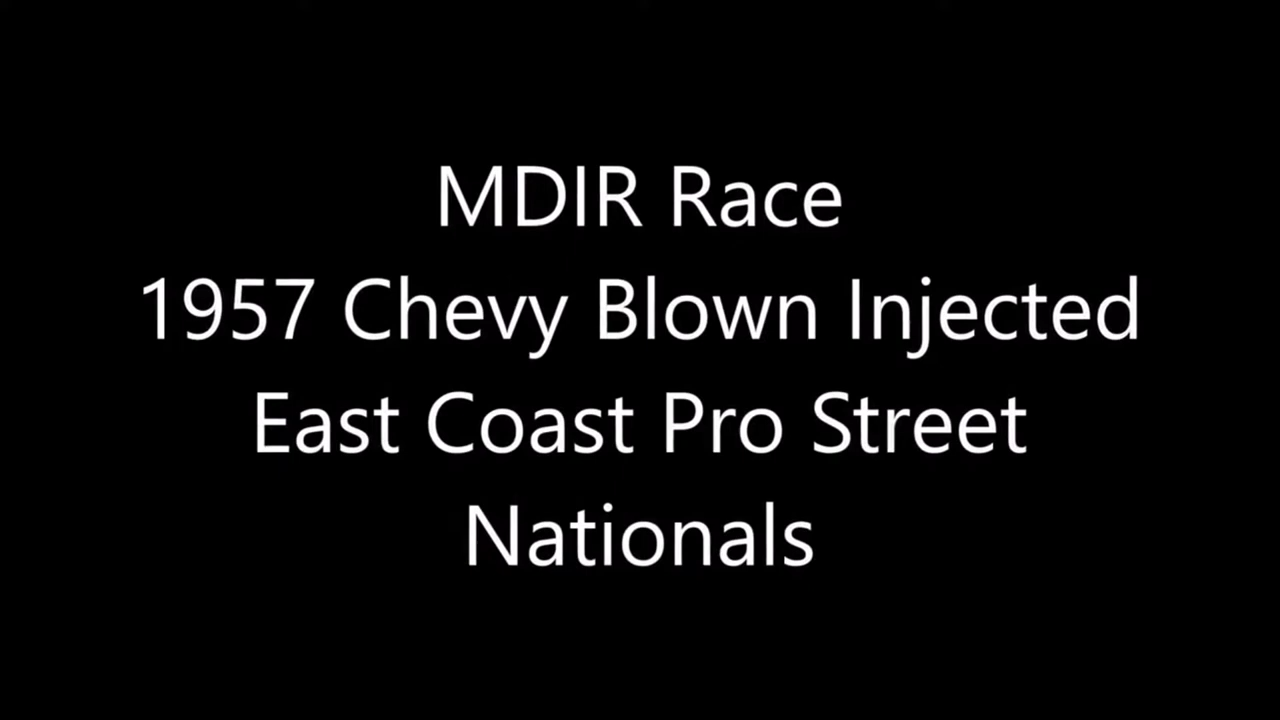 MDIR Race
1957 Chevy Blown Injected
East Coast Pro Street
Nationals